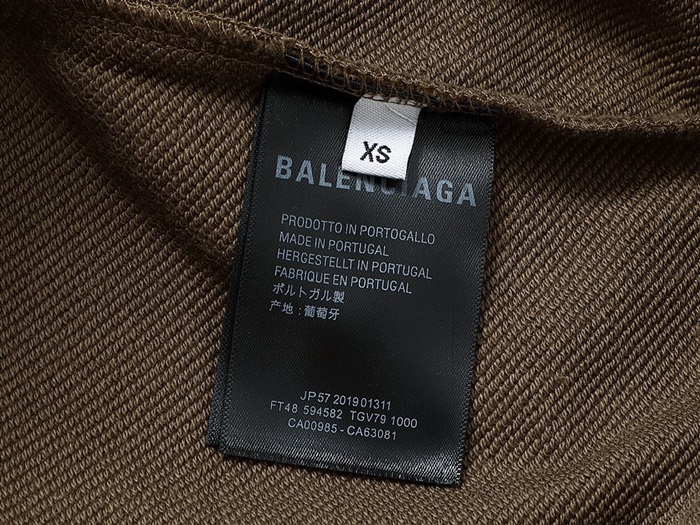 XS
BALENCIAGA
PRODOTTO IN PORTOGALLO
MADE IN PORTUGAL
HERGESTELLT IN PORTUGAL
FABRIQUE EN PORTUGAL
ポルトガル製
产地：葡萄牙
JP57 201901311
FT48 594582 TGV79 1000
CA00985 - CA63081